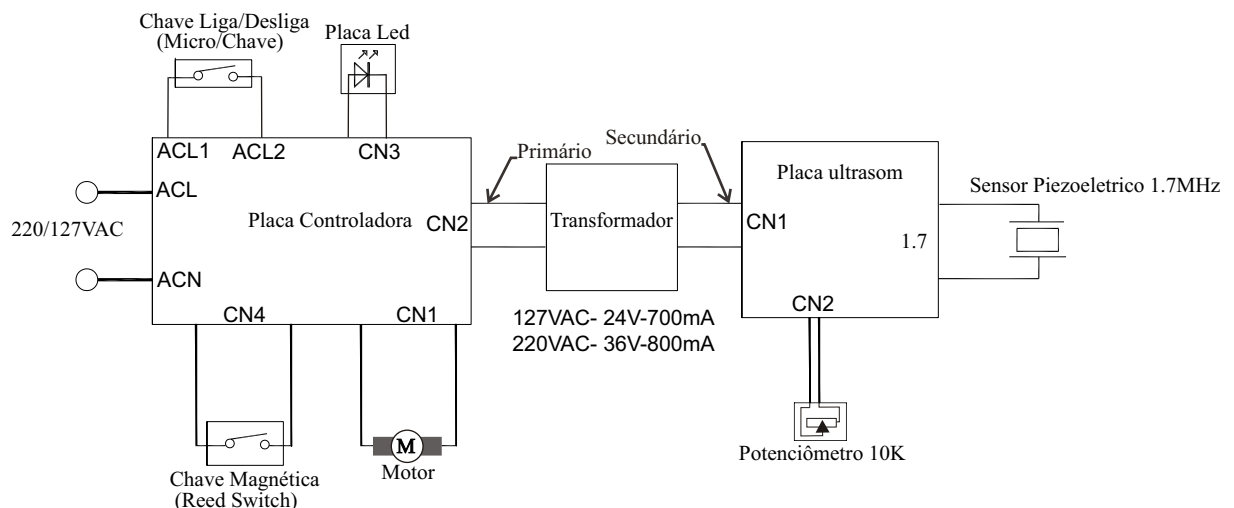 Chave Liga/Desliga
(Micro/Chave)
Placa Led
ACL1
ACL2
CN3
Primário
Secundário
ACL
220/127VAC
ACN
Placa Controladora
CN2
Transformador
CN1
Placa ultrasom
1.7
Sensor Piezoeletrico 1.7MHz
CN4
CN1
127VAC- 24V-700mA
220VAC- 36V-800mA
CN2
M
Motor
Potenciômetro 10K
Chave Magnética
(Reed Switch)